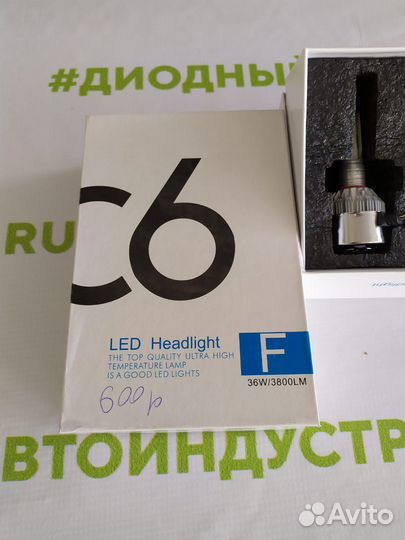 #ДИОДНЫЙ
RU
C6
LED Headlight
THE TOP QUALITY ULTRA HIGH
TEMPERATURE LAMP
IS A GOOD LED LIGHTS
F
36W/3800LM
600р
ВТОИНДУСТР
Avito